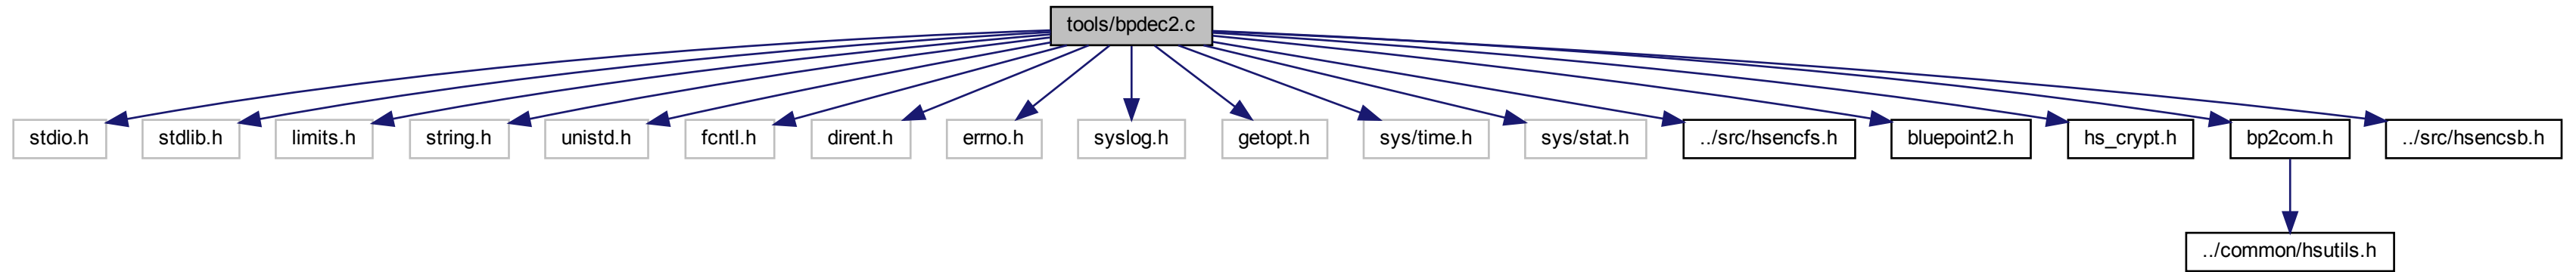 tools/bpdec2.c
stdio.h
stdlib.h
limits.h
string.h
unistd.h
fcntl.h
dirent.h
errno.h
syslog.h
getopt.h
sys/time.h
sys/stat.h
../src/hsencfs.h
bluepoint2.h
hs_crypt.h
bp2com.h
../src/hsencsb.h
../common/hsutils.h